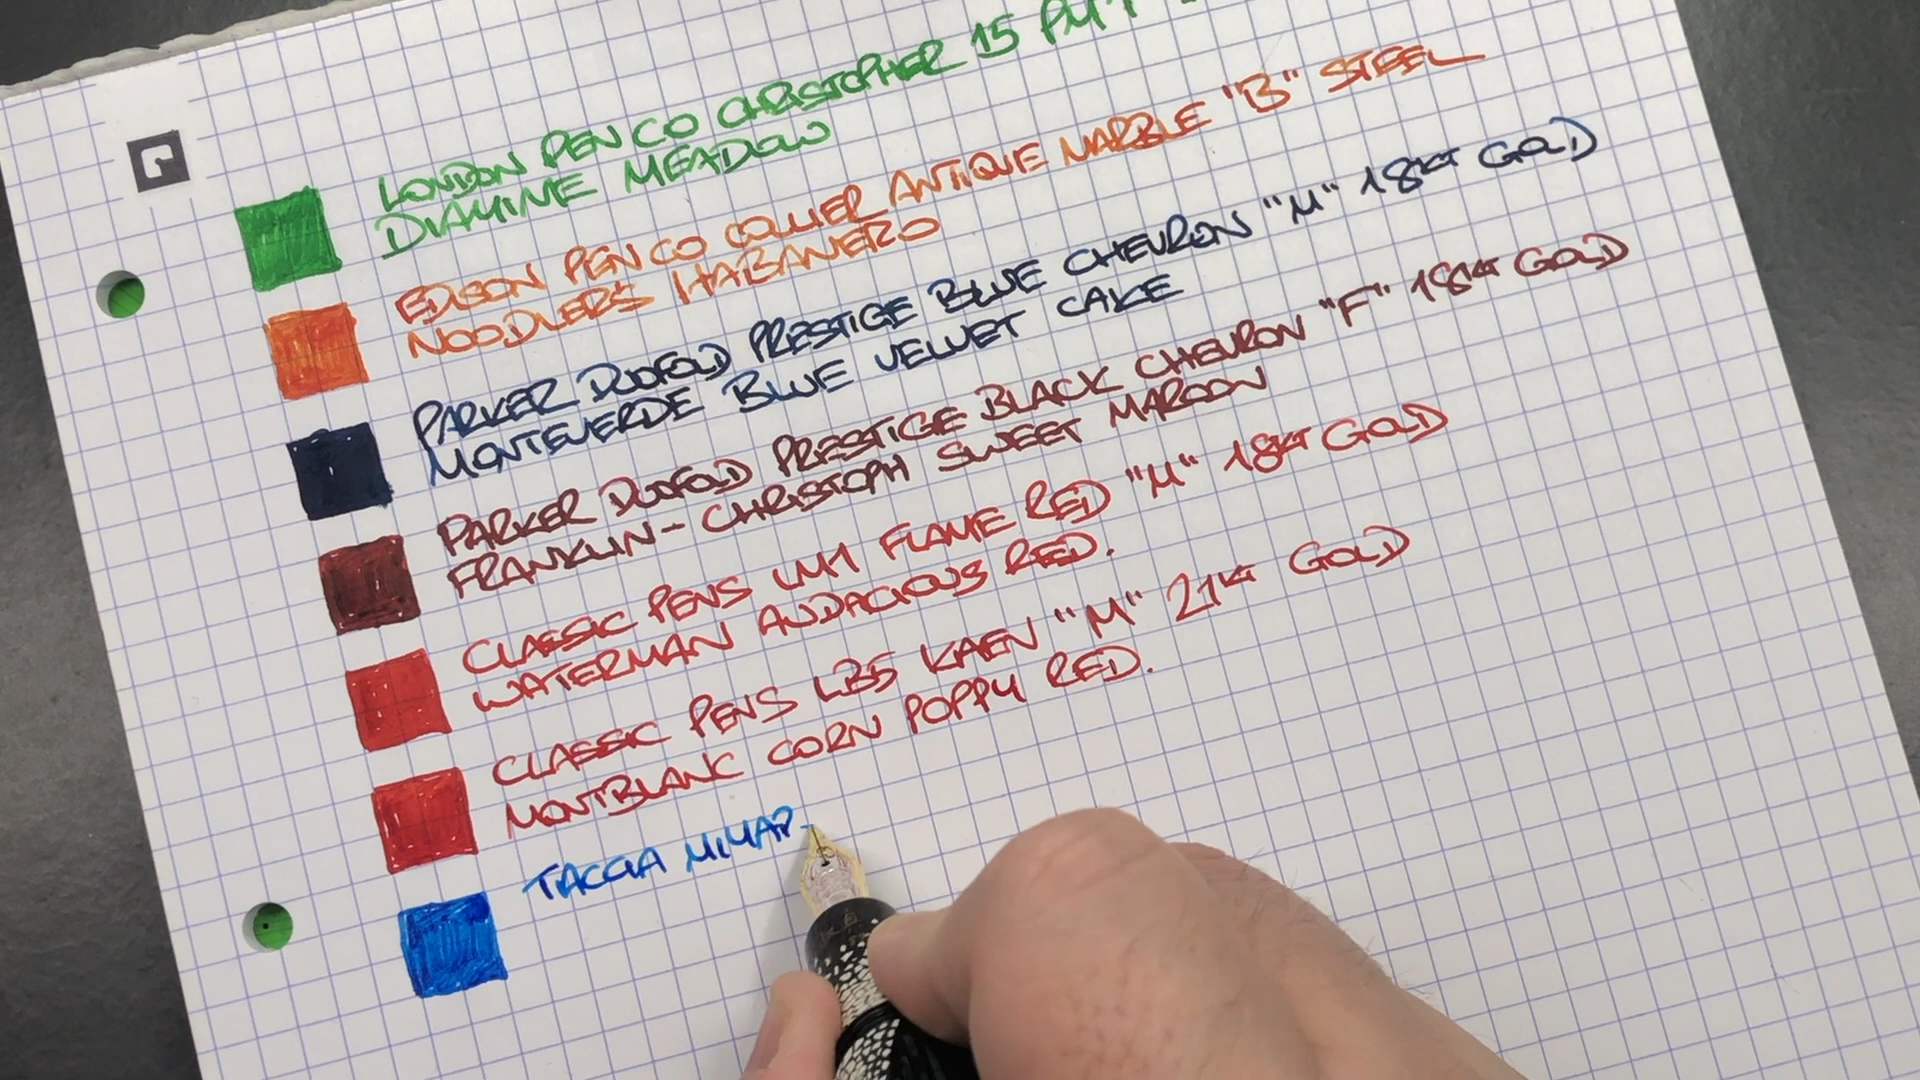 LONDON PEN CO CHRISTOPHER 15
DIAMINE MEADOW
EDISON PEN CO COLLIER ANTIQUE MARBLE "B" STEEL
NOODLERS HABANERO
PARKER DUOFOLD PRESTIGE BLUE CHEVRON "M" 18KT GOLD
MONTEVERDE BLUE VELVET CAKE
PARKER DUOFOLD PRESTIGE BLACK CHEVRON "F" 18KT GOLD
FRANKLIN-CHRISTOPH SWEET MAROON
CLASSIC PENS LM1 FLAME RED "M" 18KT GOLD
WATERMAN AUDACIOUS RED.
CLASSIC PENS LB5 KAEN "M" 21KT GOLD
MONTBLANC CORN POPPY RED.
TACCIA MIMAR